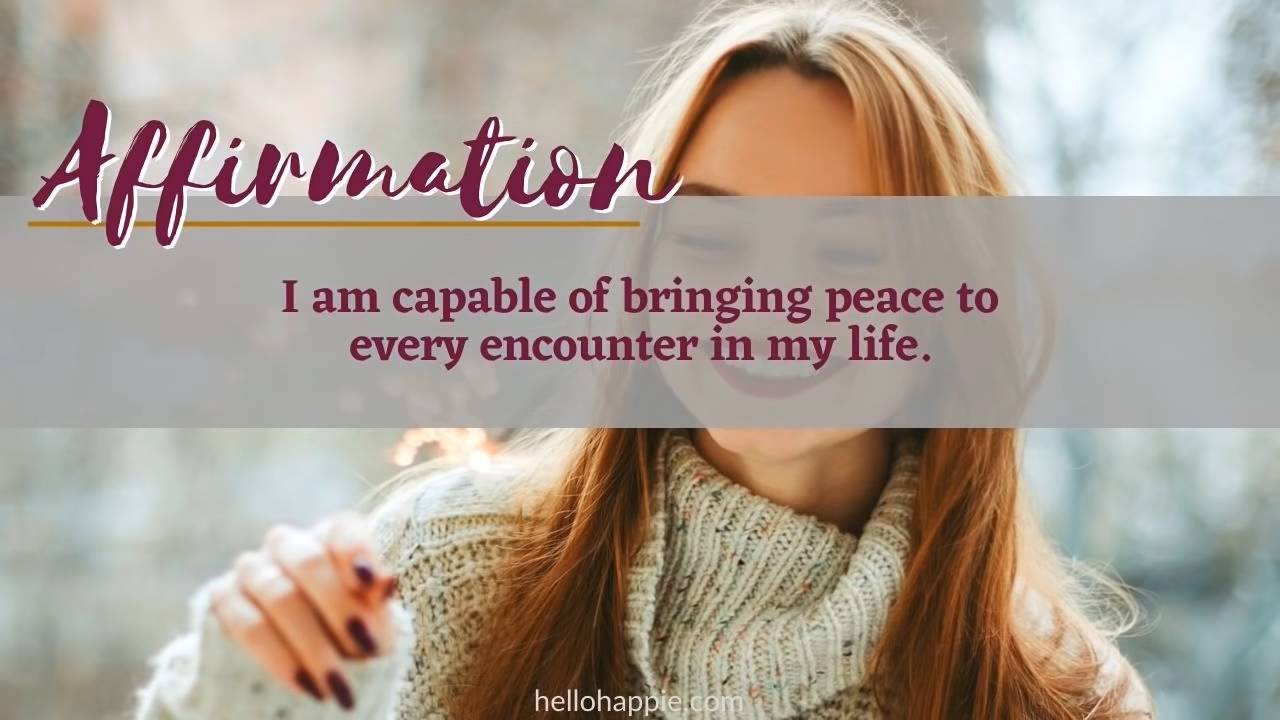 Affirmation
I am capable of bringing peace to
every encounter in my life.
hellohappie.com